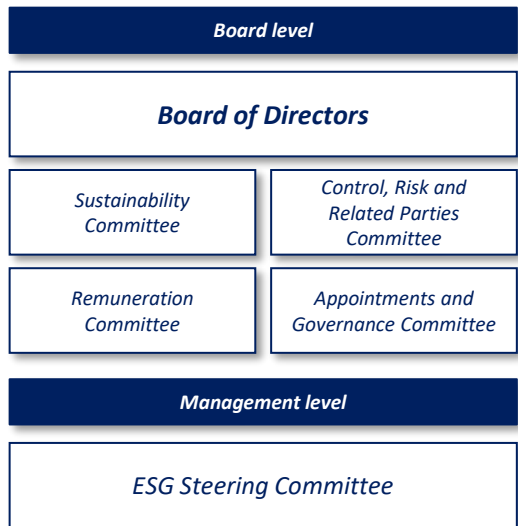 Board level
Board of Directors
Sustainability
Committee
Control, Risk and
Related Parties
Committee
Remuneration
Committee
Appointments and
Governance Committee
Management level
ESG Steering Committee